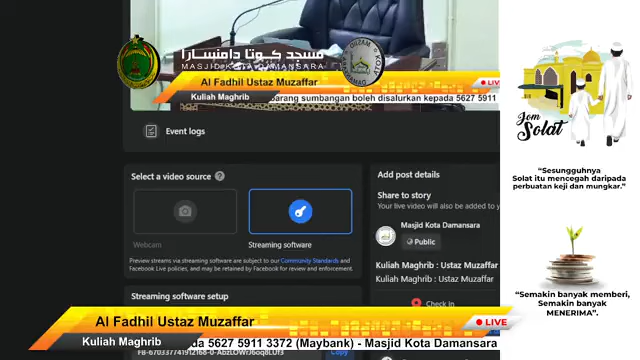 مسجد كوتا دامنسارا
MASJID KOTA DAMANSARA
Al Fadhil Ustaz Muzaffar
LIVE
Kuliah Maghrib
barang sumbangan boleh disalurkan kepada 5627 5911
Event logs
Select a video source
Webcam
Streaming software
Preview streams via streaming software are subject to our Community Standards and
Facebook Live policies, and may be retained by Facebook for review and enforcement.
Streaming software setup
Add post details
Share to story
Your live video will also be added to y
Masjid Kota Damansara
Public
Kuliah Maghrib : Ustaz Muzaffar
Kuliah Maghrib : Ustaz Muzaffar
Check in
Al Fadhil Ustaz Muzaffar
LIVE
Kuliah Maghrib
da 5627 5911 3372 (Maybank) - Masjid Kota Damansara
Copy
Jom
Solat
“Sesungguhnya
Solat itu mencegah daripada
perbuatan keji dan mungkar.”
“Semakin banyak memberi,
Semakin banyak
MENERIMA”.